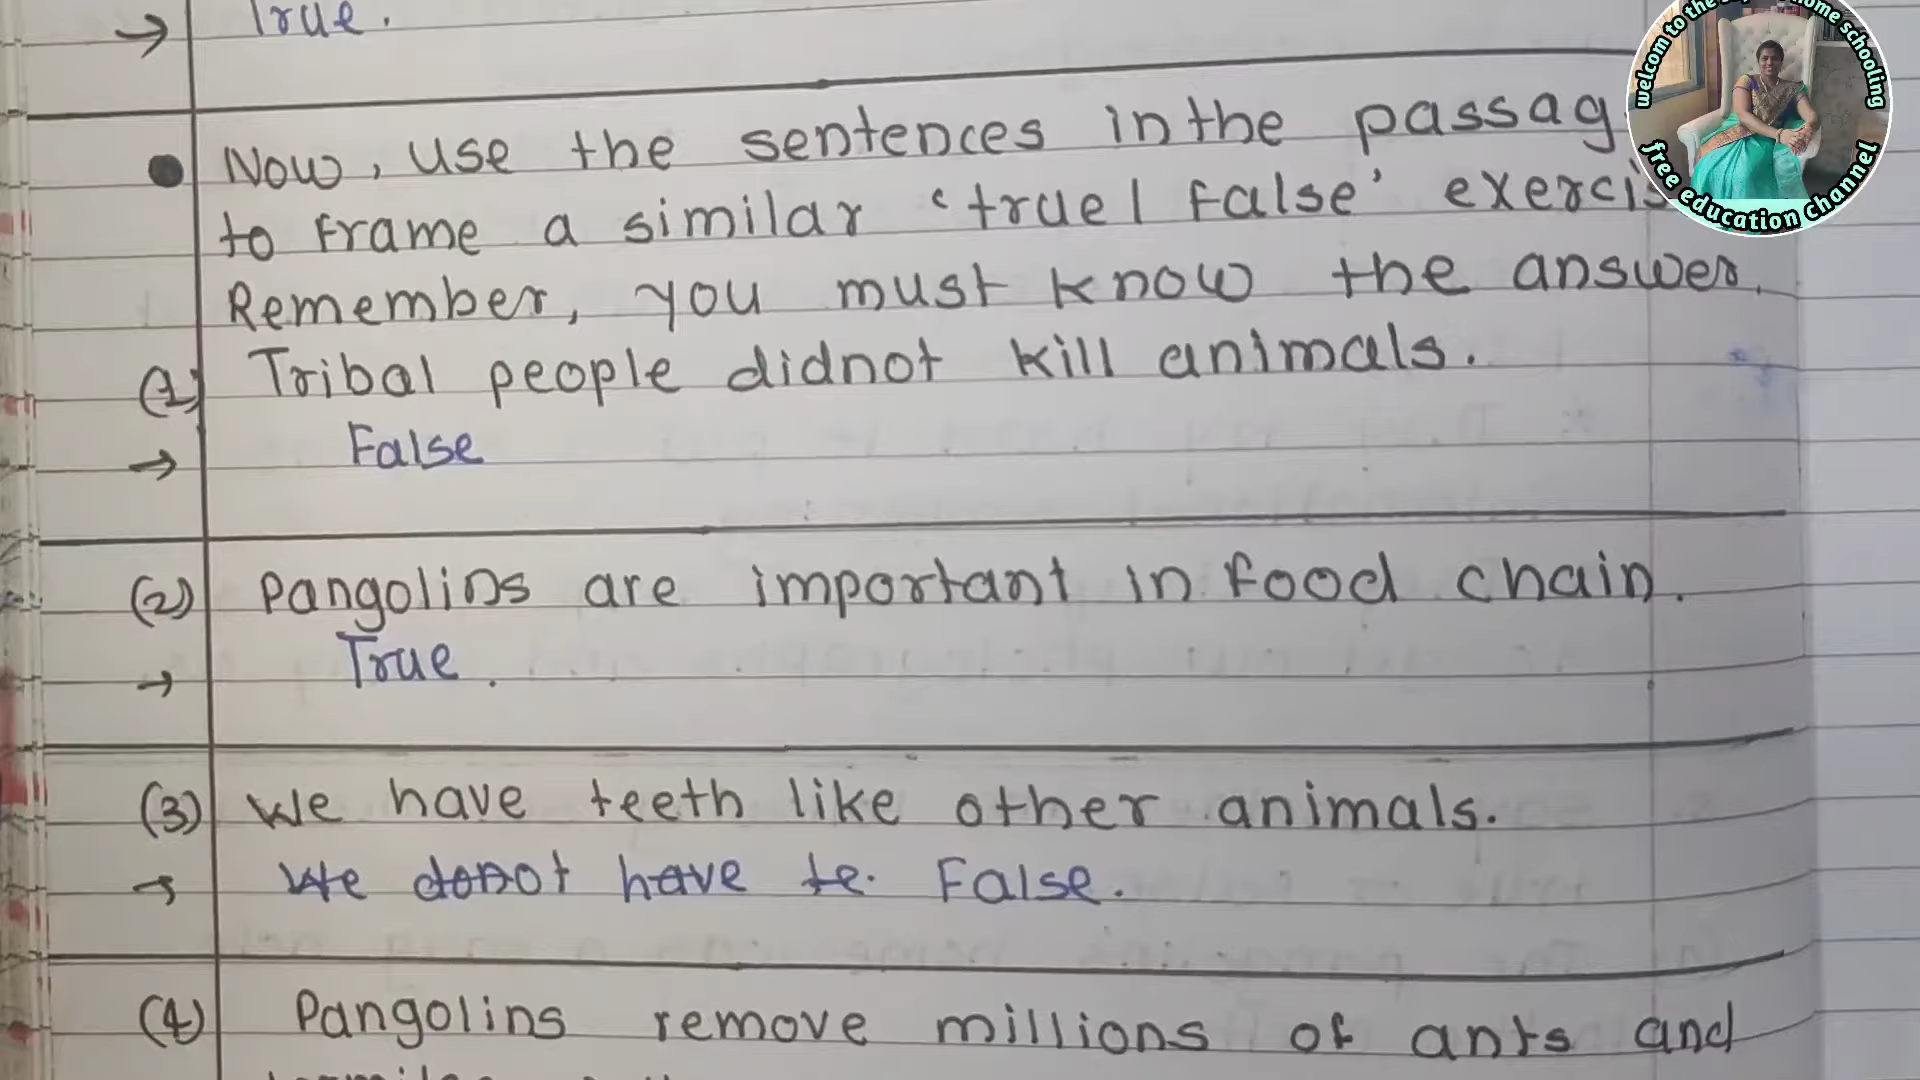 → True.
• Now, use the sentences in the passag
to frame a similar ‘true| false’ exercis
Remember, you must know the answer.
(1) Tribal people didnot kill animals.
→ False
(2) Pangolins are important in food chain.
→ True.
(3) We have teeth like other animals.
→ We donot have te. False.
(4) Pangolins remove millions of ants and
welcom to the home schooling
free education channel